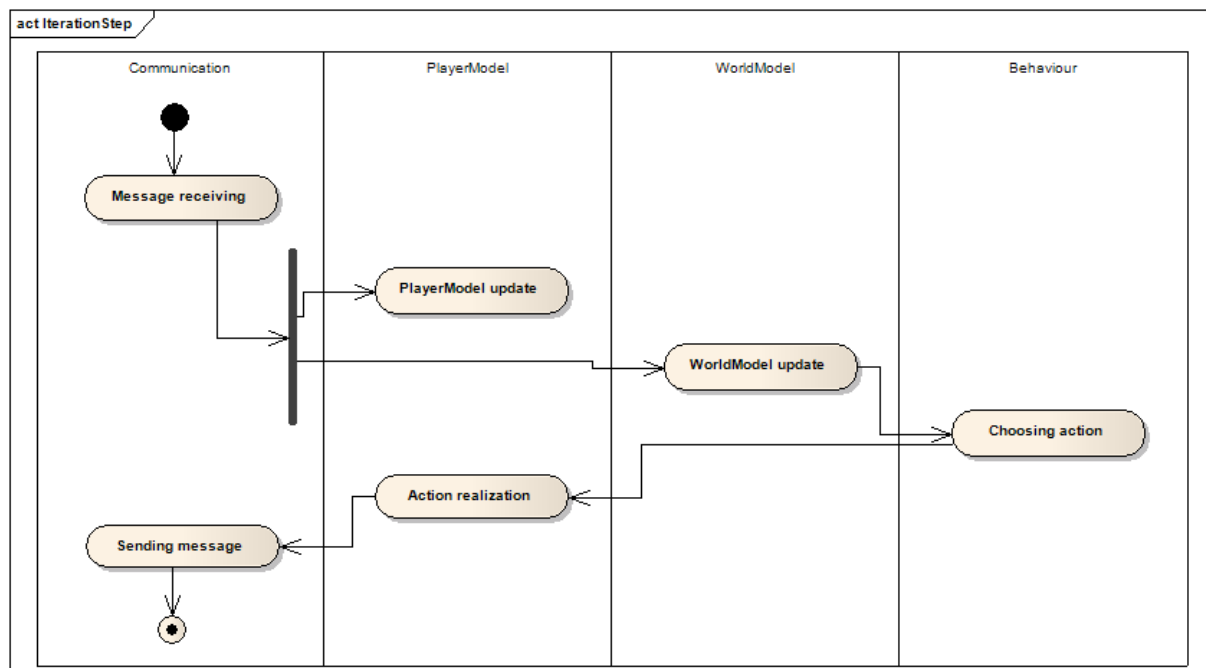 act IterationStep
Communication
PlayerModel
WorldModel
Behaviour
Message receiving
PlayerModel update
WorldModel update
Choosing action
Action realization
Sending message